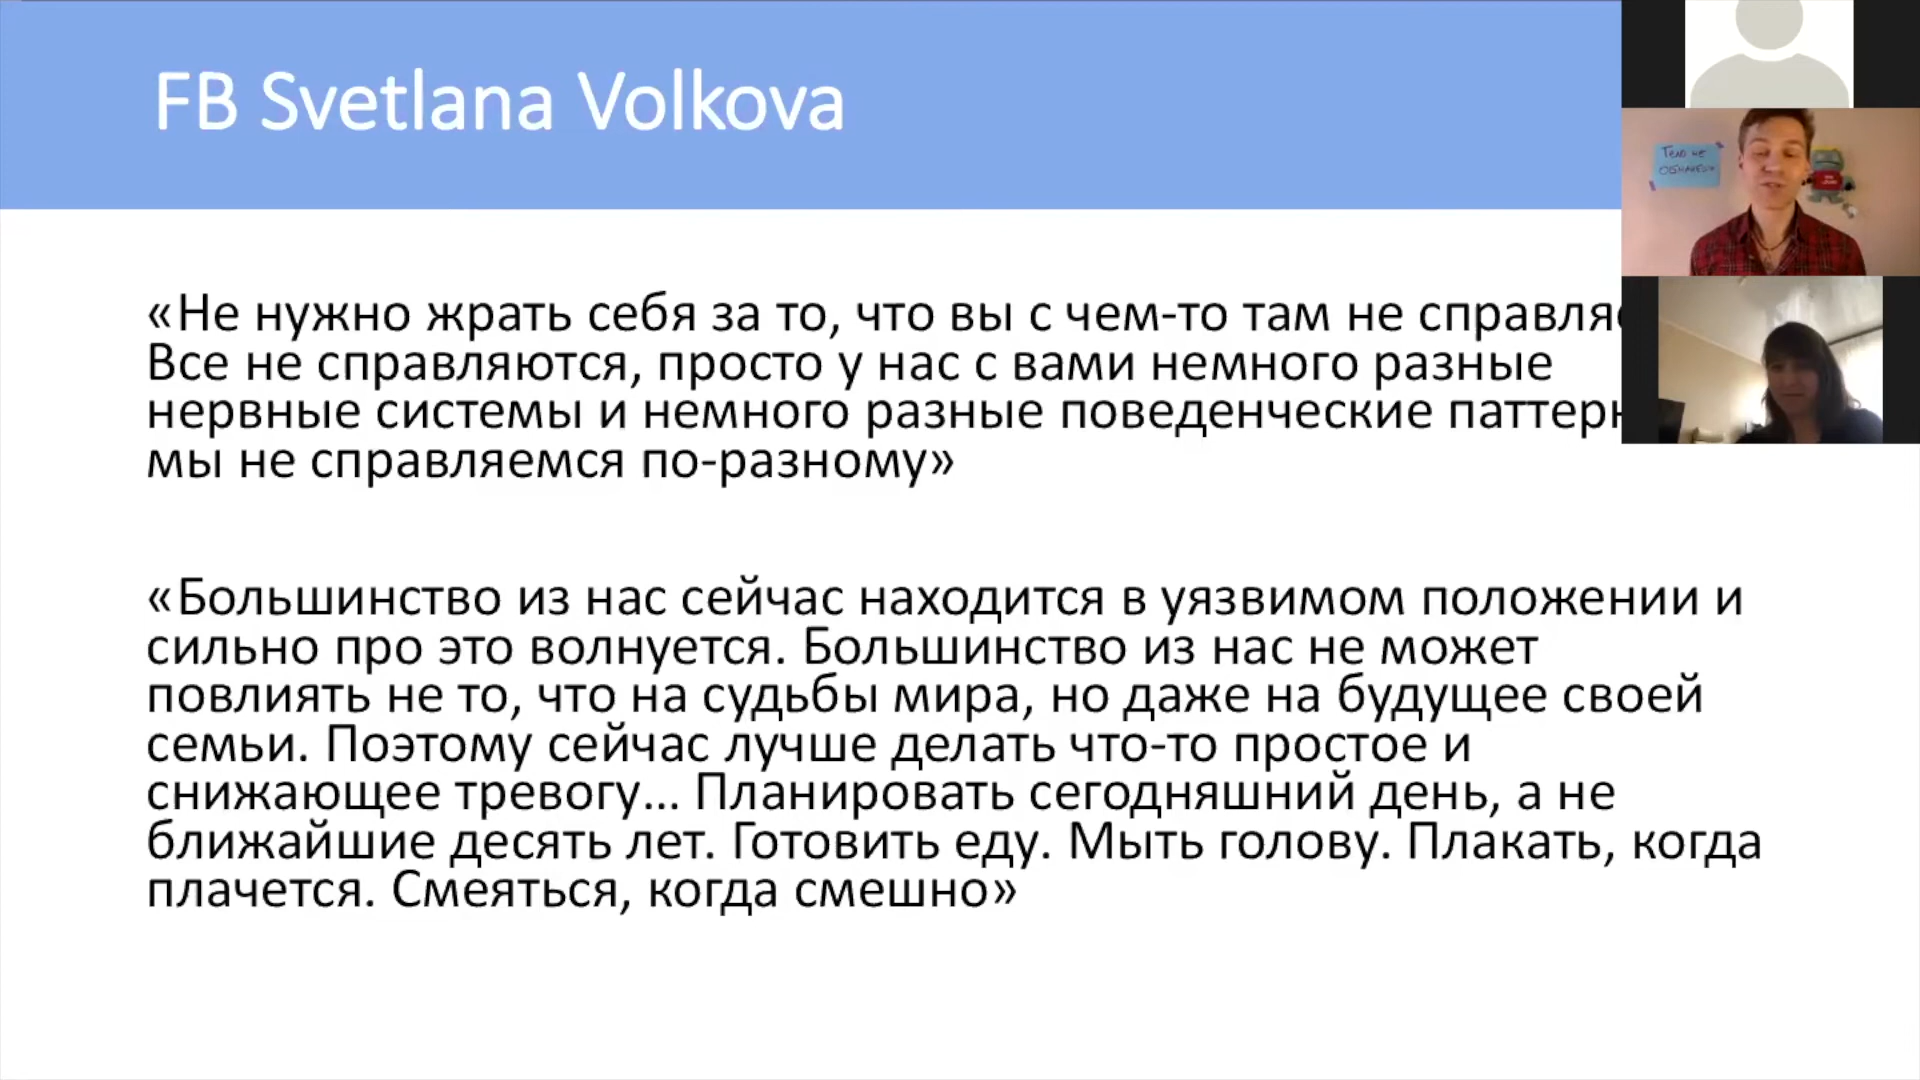 FB Svetlana Volkova
Тело не
«Не нужно жрать себя за то, что вы с чем-то там не
Все не справляются, просто у нас с вами немного разные
нервные системы и немного разные поведенческие
мы не справляемся по-разному»
«Большинство из нас сейчас находится в уязвимом положении и
сильно про это волнуется. Большинство из нас не может
повлиять не то, что на судьбы мира, но даже на будущее своей
семьи. Поэтому сейчас лучше делать что-то простое и
снижающее тревогу... Планировать сегодняшний день, а не
ближайшие десять лет. Готовить еду. Мыть голову. Плакать, когда
плачется. Смеяться, когда смешно»